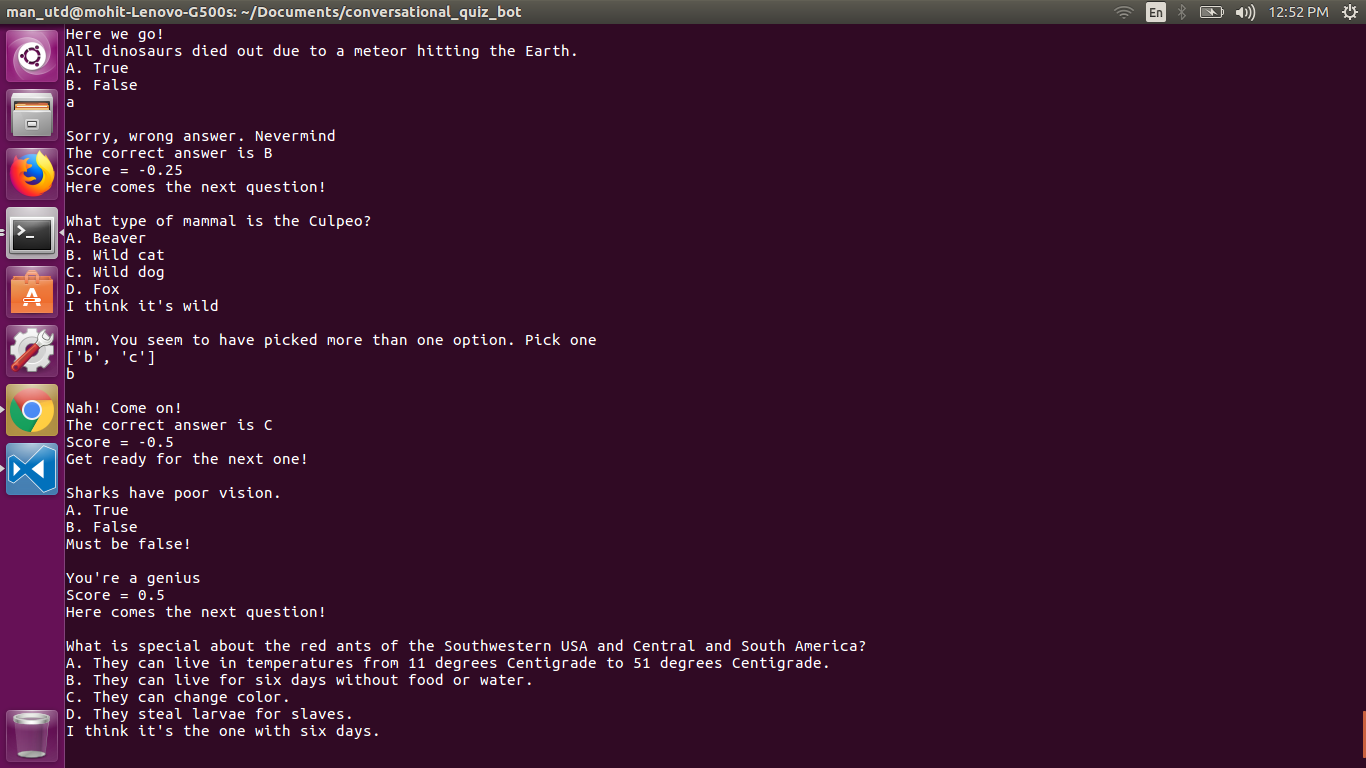 man_utd@mohit-Lenovo-G500s: ~/Documents/conversational_quiz_bot
En
12:52 PM
Here we go!
All dinosaurs died out due to a meteor hitting the Earth.
A. True
B. False
a
Sorry, wrong answer. Nevermind
The correct answer is B
Score = -0.25
Here comes the next question!
What type of mammal is the Culpeo?
A. Beaver
B. Wild cat
C. Wild dog
D. Fox
I think it's wild
Hmm. You seem to have picked more than one option. Pick one
['b', 'c']
b
Nah! Come on!
The correct answer is C
Score = -0.5
Get ready for the next one!
Sharks have poor vision.
A. True
B. False
Must be false!
You're a genius
Score = 0.5
Here comes the next question!
What is special about the red ants of the Southwestern USA and Central and South America?
A. They can live in temperatures from 11 degrees Centigrade to 51 degrees Centigrade.
B. They can live for six days without food or water.
C. They can change color.
D. They steal larvae for slaves.
I think it's the one with six days.